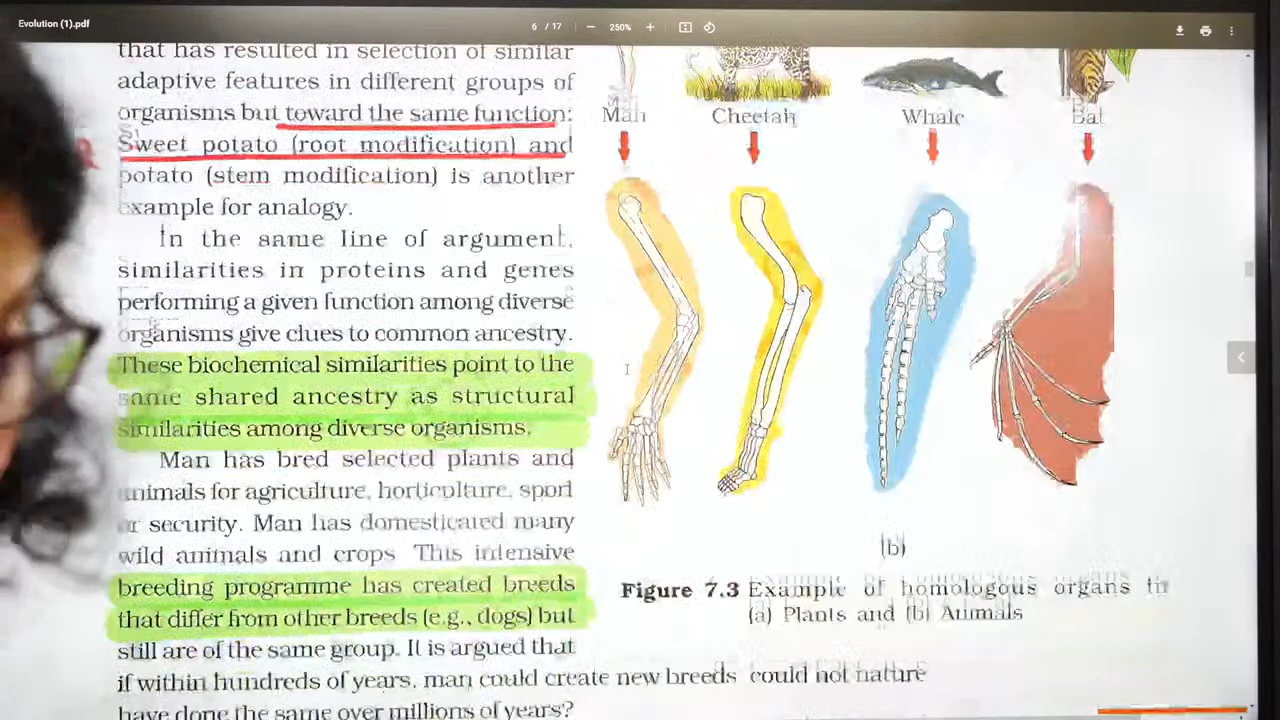 Evolution (1).pdf
6 / 17
250%
that has resulted in selection of similar
adaptive features in different groups of
organisms but toward the same function:
Sweet potato (root modification) and
potato (stem modification) is another
example for analogy.
In the same line of argument,
similarities in proteins and genes
performing a given function among diverse
organisms give clues to common ancestry.
These biochemical similarities point to the
same shared ancestry as structural
similarities among diverse organisms.
Man has bred selected plants and
animals for agriculture, horticulture, sport
or security. Man has domesticated many
wild animals and crops. This intensive
breeding programme has created breeds
that differ from other breeds (e.g., dogs) but
still are of the same group. It is argued that
if within hundreds of years, man could create new breeds could not nature
have done the same over millions of years?
Man
Cheetah
Whale
Bat
(b)
Figure 7.3 Example of homologous organs in
(a) Plants and (b) Animals